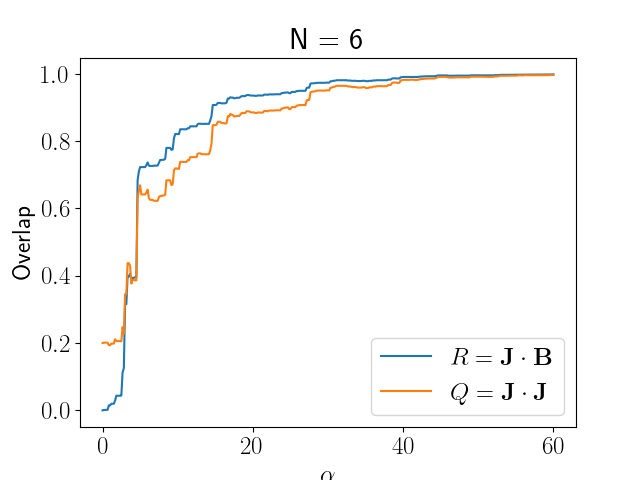 N = 6
1.0
0.8
0.6
0.4
0.2
0.0
Overlap
0
20
40
60
α
R = J · B
Q = J · J